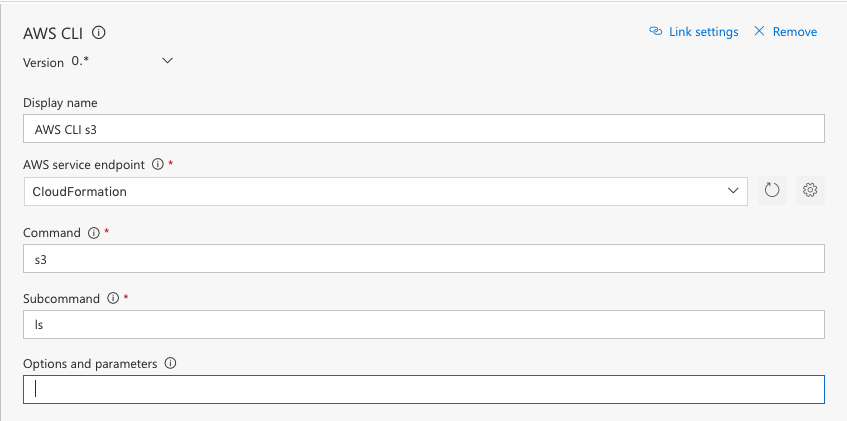 AWS CLI
Link settings
Remove
Version 0.*
Display name
AWS CLI s3
AWS service endpoint *
CloudFormation
Command *
s3
Subcommand *
ls
Options and parameters